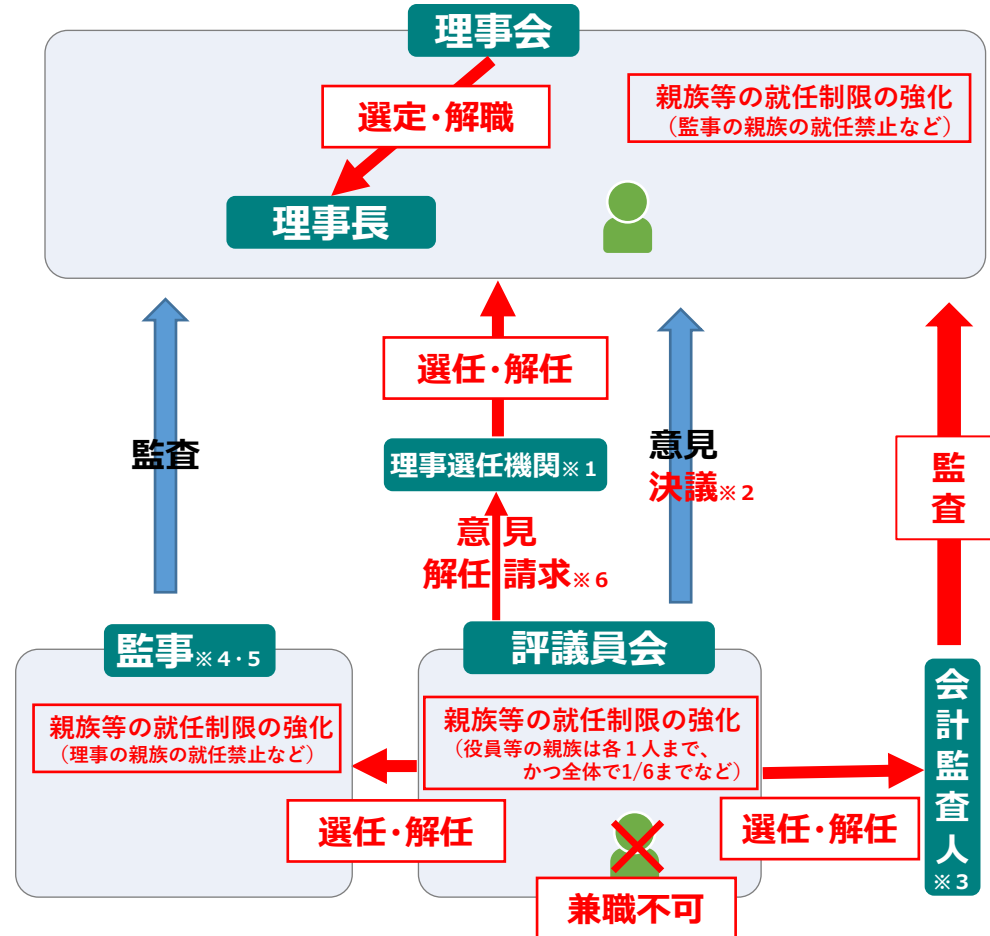 理事会
選定・解職
親族等の就任制限の強化
（監事の親族の就任禁止など）
理事長
選任・解任
監査
理事選任機関※1
意見
決議※2
監査
意見
解任請求※6
監事※4・5
評議員会
親族等の就任制限の強化
（理事の親族の就任禁止など）
親族等の就任制限の強化
（役員等の親族は各１人まで、
かつ全体で1/6までなど）
会計監査人
※3
選任・解任
選任・解任
兼職不可